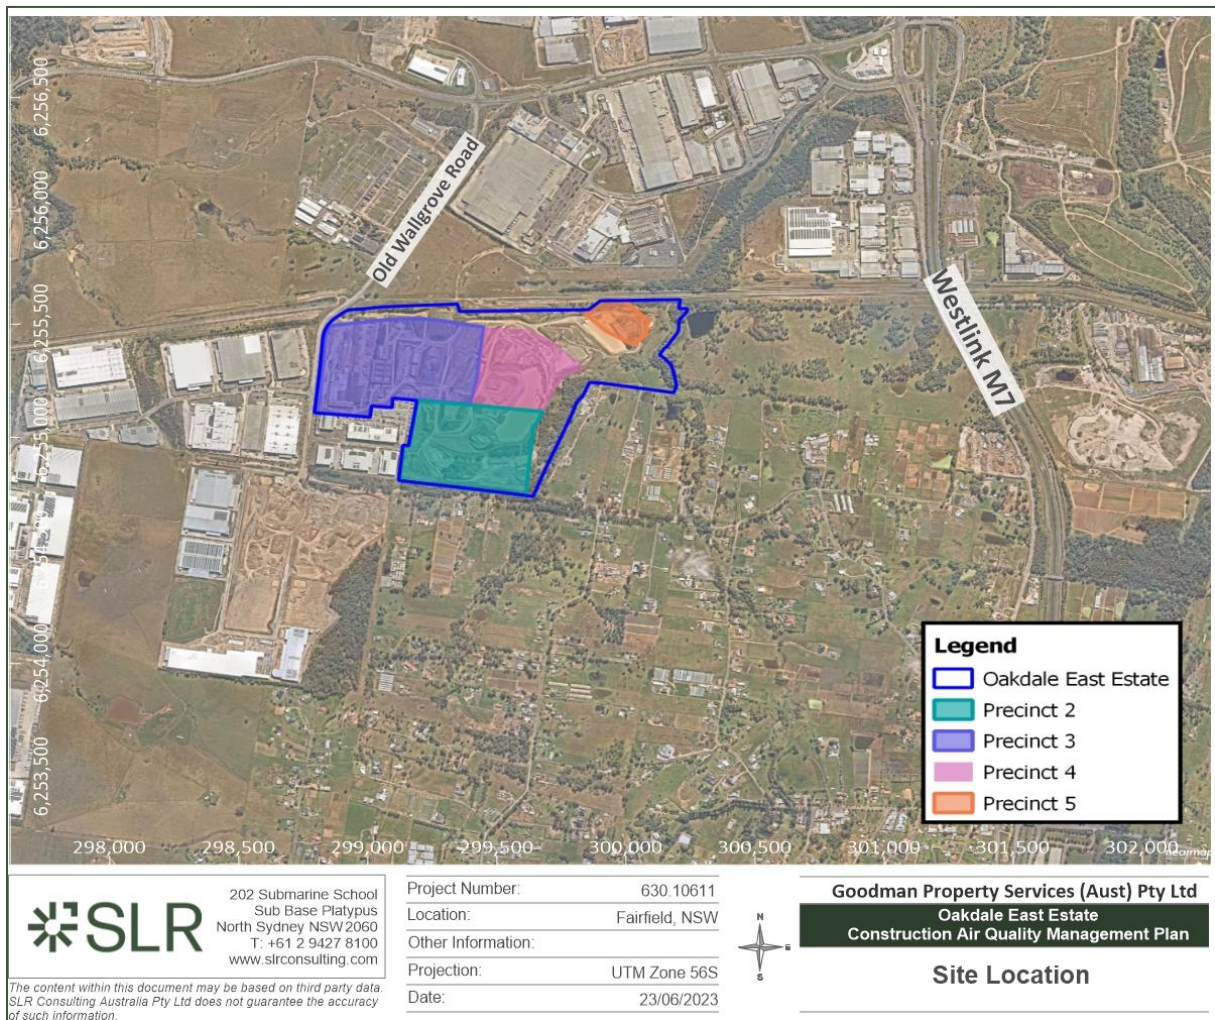 6,256,500
6,256,000
6,255,500
6,255,000
6,254,000
6,253,500
Old Wallgrove Road
Westlink M7
Legend
Oakdale East Estate
Precinct 2
Precinct 3
Precinct 4
Precinct 5
298,000
298,500
299,000
299,500
300,000
300,500
301,000
301,500
302,000
nearmap
SLR
202 Submarine School
Sub Base Platypus
North Sydney NSW 2060
T: +61 2 9427 8100
www.slrconsulting.com
The content within this document may be based on third party data.
SLR Consulting Australia Pty Ltd does not guarantee the accuracy
of such information.
Project Number: 630.10611
Location: Fairfield, NSW
Other Information:
Projection: UTM Zone 56S
Date: 23/06/2023
N
E
S
Goodman Property Services (Aust) Pty Ltd
Oakdale East Estate
Construction Air Quality Management Plan
Site Location